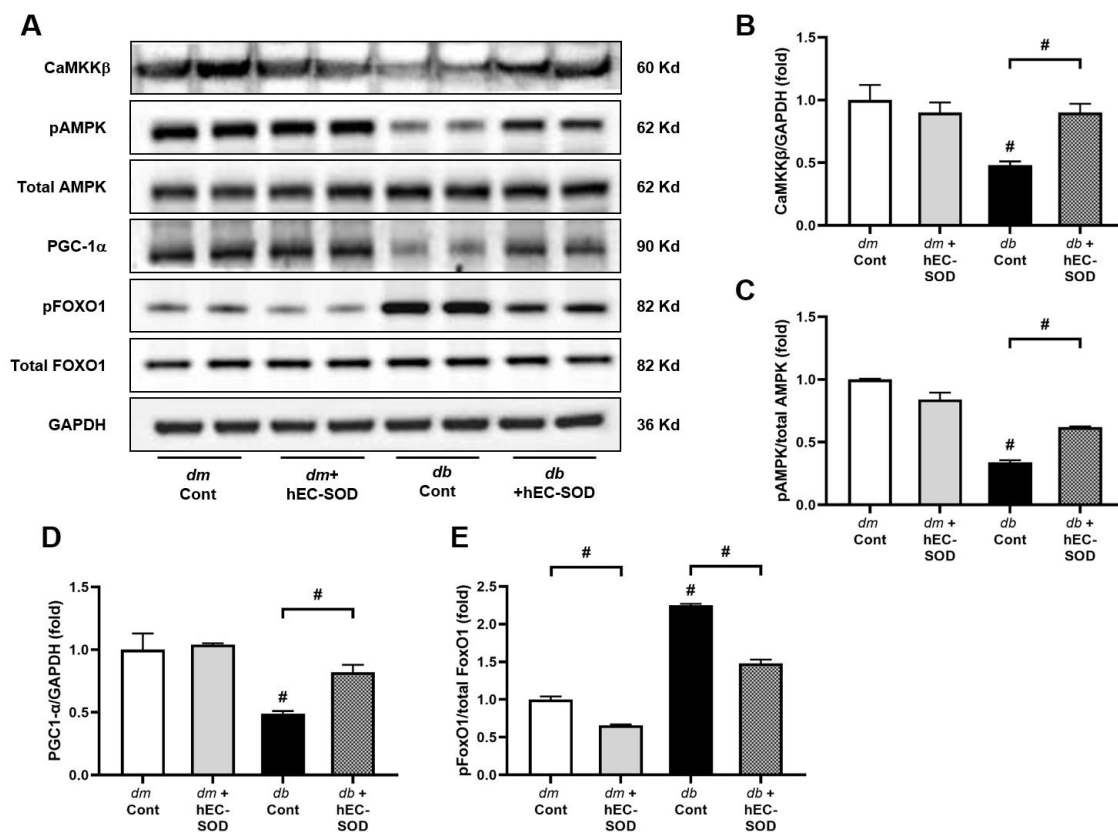 A
CaMKKβ
60 Kd
pAMPK
62 Kd
Total AMPK
62 Kd
PGC-1α
90 Kd
pFOXO1
82 Kd
Total FOXO1
82 Kd
GAPDH
36 Kd
dm
Cont
dm+
hEC-SOD
db
Cont
db
+hEC-SOD
B
CaMKKβ/GAPDH (fold)
1.5
1.0
0.5
0.0
#
#
dm
Cont
dm +
hEC-
SOD
db
Cont
db +
hEC-
SOD
C
pAMPK/total AMPK (fold)
1.5
1.0
0.5
0.0
#
#
dm
Cont
dm +
hEC-
SOD
db
Cont
db +
hEC-
SOD
D
PGC1-α/GAPDH (fold)
1.5
1.0
0.5
0.0
#
#
dm
Cont
dm +
hEC-
SOD
db
Cont
db +
hEC-
SOD
E
pFoxO1/total FoxO1 (fold)
2.5
2.0
1.5
1.0
0.5
0.0
#
#
#
dm
Cont
dm +
hEC-
SOD
db
Cont
db +
hEC-
SOD